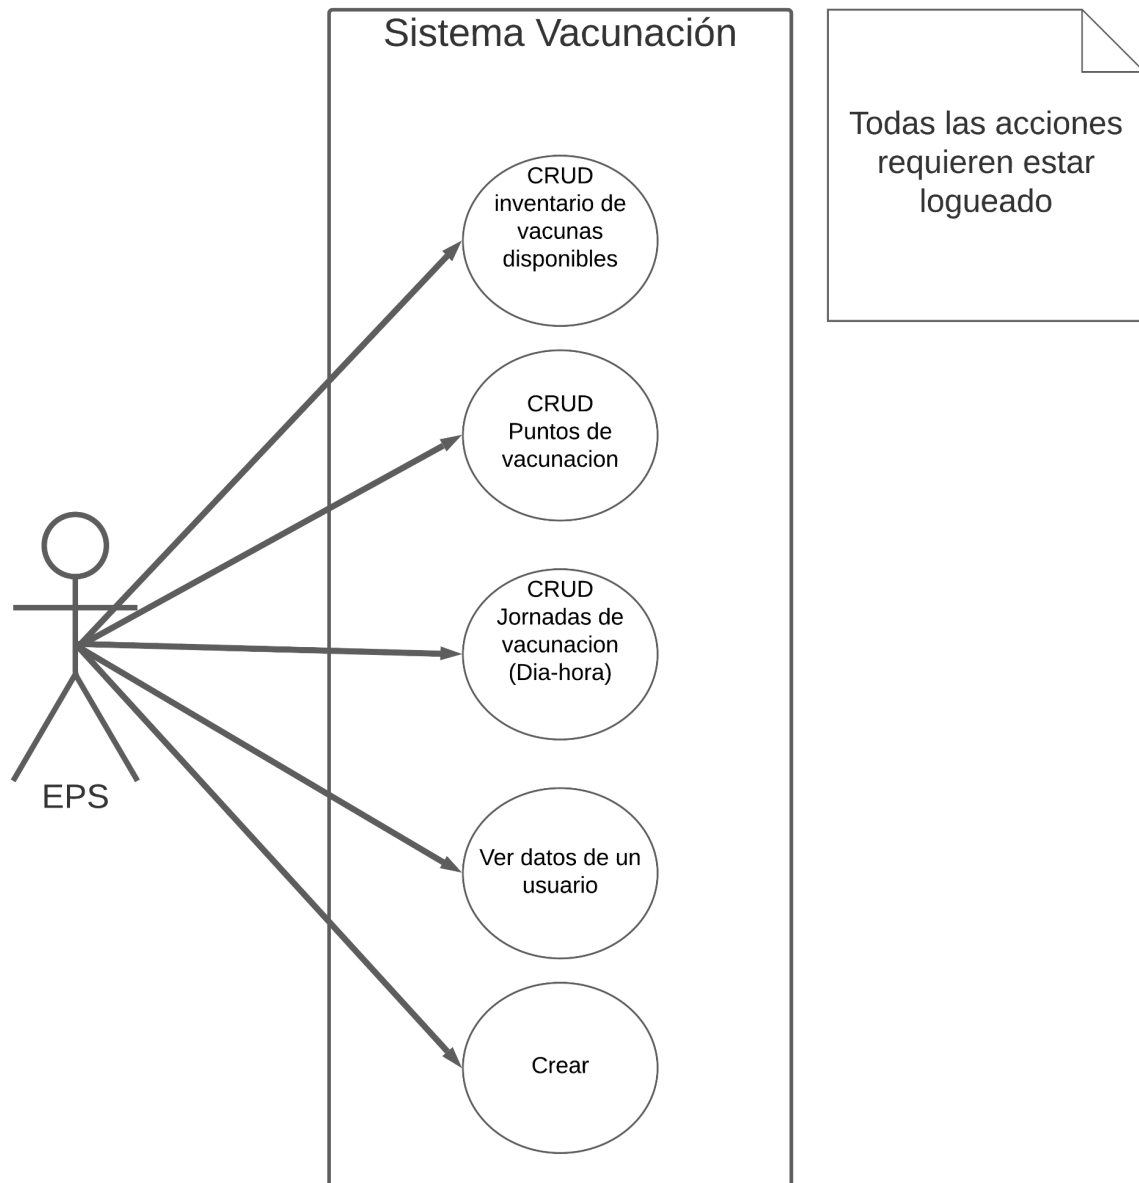 Sistema Vacunación
Todas las acciones
requieren estar
logueado
CRUD
inventario de
vacunas
disponibles
CRUD
Puntos de
vacunacion
CRUD
Jornadas de
vacunacion
(Dia-hora)
EPS
Ver datos de un
usuario
Crear